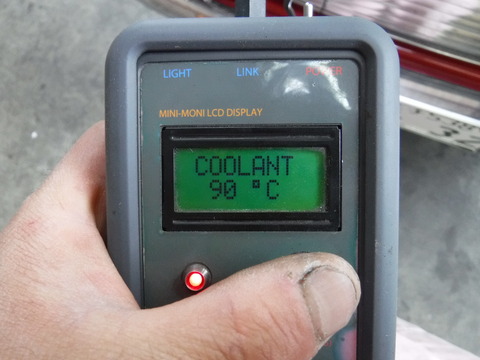 LIGHT LINK POWER
MINI-MONI LCD DISPLAY
COOLANT
90 °C